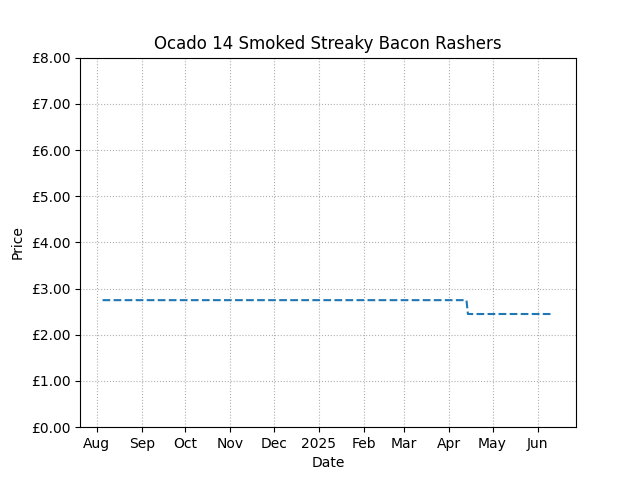 Ocado 14 Smoked Streaky Bacon Rashers
£8.00
£7.00
£6.00
£5.00
£4.00
£3.00
£2.00
£1.00
£0.00
Price
Aug Sep Oct Nov Dec 2025 Feb Mar Apr May Jun
Date